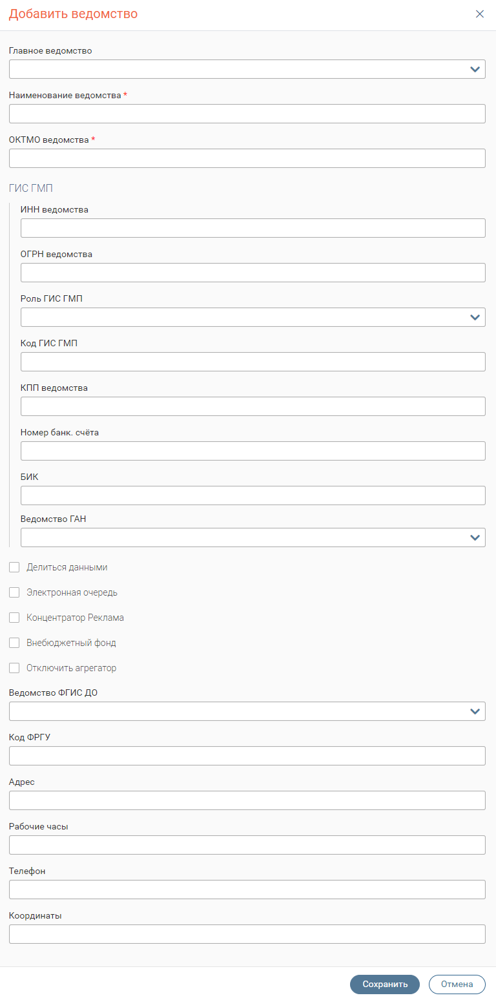 Добавить ведомство
Главное ведомство
Наименование ведомства *
ОКТМО ведомства *
ГИС ГМП
ИНН ведомства
ОГРН ведомства
Роль ГИС ГМП
Код ГИС ГМП
КПП ведомства
Номер банк. счёта
БИК
Ведомство ГАН
Делиться данными
Электронная очередь
Концентратор Реклама
Внебюджетный фонд
Отключить агрегатор
Ведомство ФГИС ДО
Код ФРГУ
Адрес
Рабочие часы
Телефон
Координаты
Сохранить Отмена